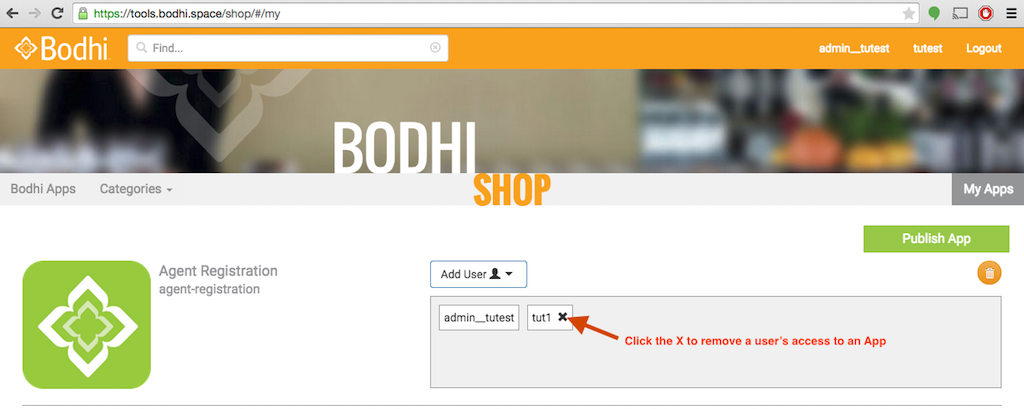 https://tools.bodhi.space/shop/#/my
Bodhi
Find...
admin__tutest
tutest
Logout
BODHI
SHOP
Bodhi Apps
Categories
My Apps
Publish App
Agent Registration
agent-registration
Add User
admin__tutest
tut1
Click the X to remove a user's access to an App